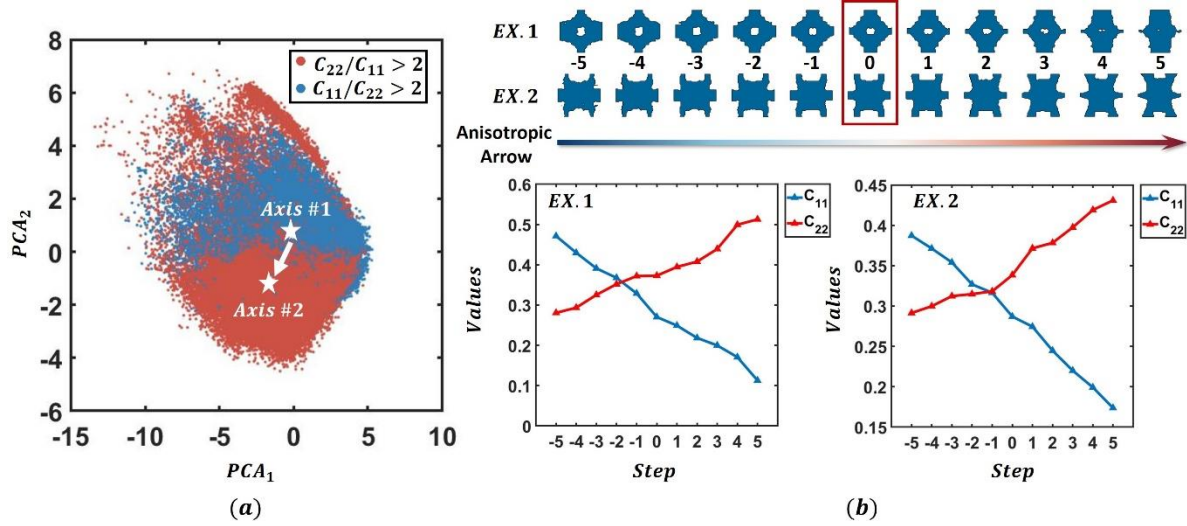 C₂₂/C₁₁ > 2
C₁₁/C₂₂ > 2
8
6
4
2
0
-2
-4
-6
PCA₂
Axis #1
Axis #2
-15 -10 -5 0 5 10
PCA₁
(a)
EX. 1
-5 -4 -3 -2 -1 0 1 2 3 4 5
EX. 2
Anisotropic
Arrow
EX. 1
C₁₁
C₂₂
0.6
0.5
0.4
0.3
0.2
0.1
0
Values
-5 -4 -3 -2 -1 0 1 2 3 4 5
Step
EX. 2
C₁₁
C₂₂
0.45
0.4
0.35
0.3
0.25
0.2
0.15
Values
-5 -4 -3 -2 -1 0 1 2 3 4 5
Step
(b)